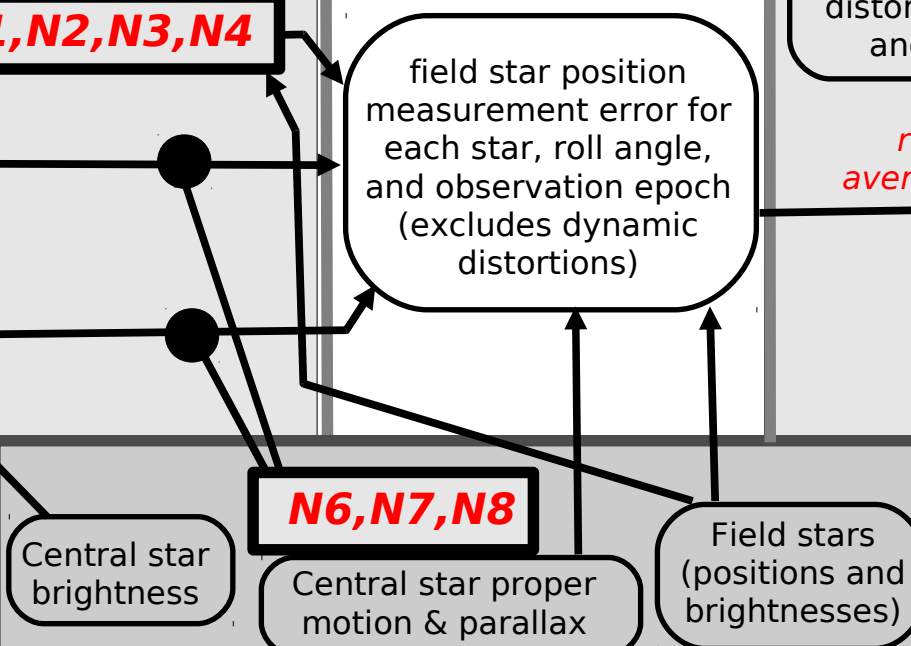 ,N2,N3,N4
field star position
measurement error for
each star, roll angle,
and observation epoch
(excludes dynamic
distortions)
N6,N7,N8
Central star
brightness
Central star proper
motion & parallax
Field stars
(positions and
brightnesses)